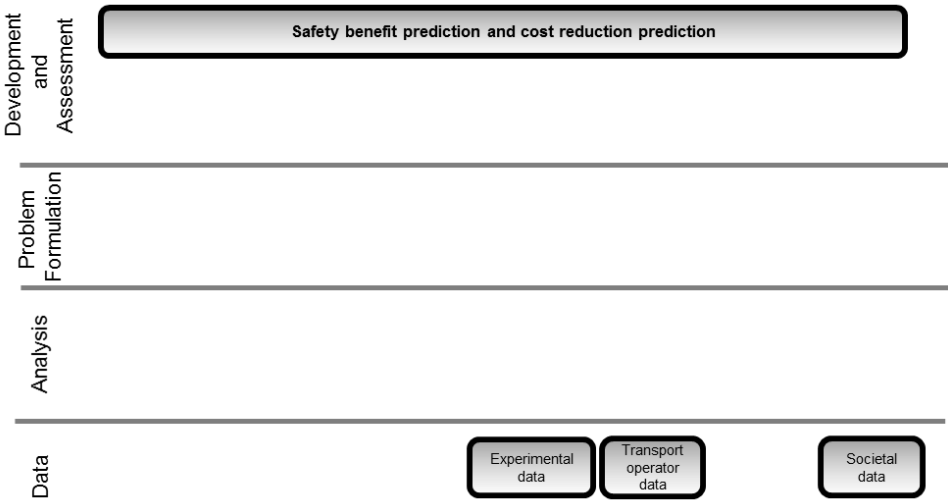 Development
and
Assessment
Safety benefit prediction and cost reduction prediction
Problem
Formulation
Analysis
Data
Experimental
data
Transport
operator
data
Societal
data